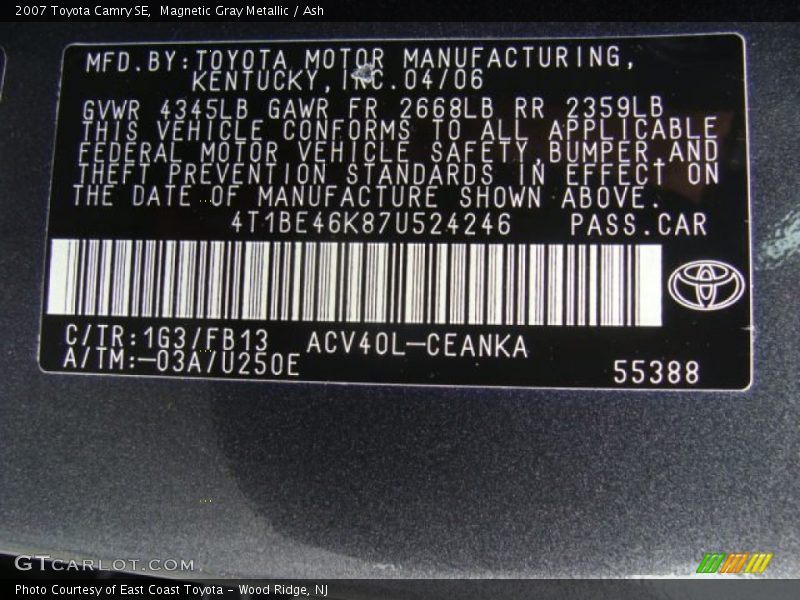 2007 Toyota Camry SE, Magnetic Gray Metallic / Ash
MFD.BY:TOYOTA MOTOR MANUFACTURING,
KENTUCKY,INC.04/06
GVWR 4345LB GAWR FR 2668LB RR 2359LB
THIS VEHICLE CONFORMS TO ALL APPLICABLE
FEDERAL MOTOR VEHICLE SAFETY,BUMPER,AND
THEFT PREVENTION STANDARDS IN EFFECT ON
THE DATE OF MANUFACTURE SHOWN ABOVE.
4T1BE46K87U524246 PASS.CAR
C/TR:1G3/FB13 ACV40L-CEANKA
A/TM:-03A/U250E
55388
GTCARLOT.COM
Photo Courtesy of East Coast Toyota - Wood Ridge, NJ